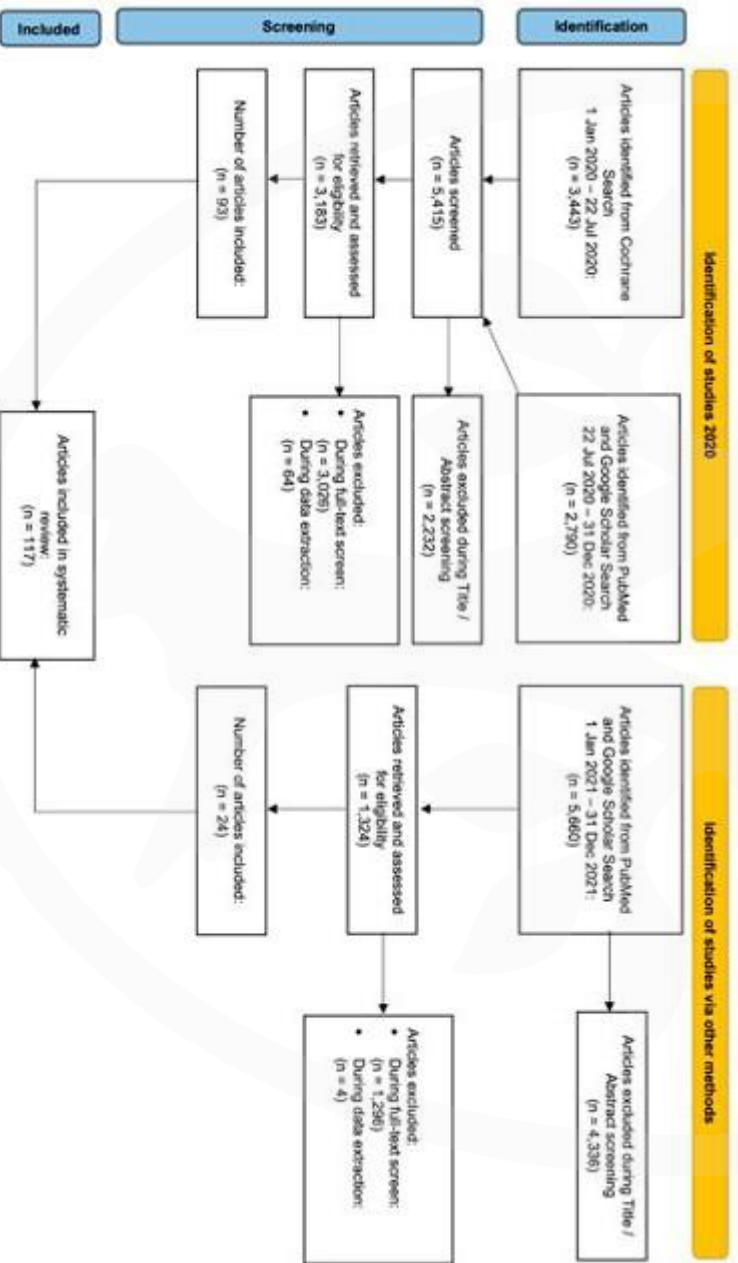 Identification of studies 2020
Identification of studies via other methods
Identification
Screening
Included
Articles identified from Cochrane
Search
1 Jan 2020 – 22 Jul 2020:
(n = 3,443)
Articles identified from PubMed
and Google Scholar Search
22 Jul 2020 – 31 Dec 2020:
(n = 2,790)
Articles screened
(n = 5,415)
Articles excluded during Title /
Abstract screening
(n = 2,232)
Articles retrieved and assessed
for eligibility
(n = 3,183)
Articles excluded:
• During full-text screen:
(n = 3,026)
• During data extraction:
(n = 64)
Number of articles included:
(n = 93)
Articles identified from PubMed
and Google Scholar Search
1 Jan 2021 – 31 Dec 2021:
(n = 5,660)
Articles excluded during Title /
Abstract screening
(n = 4,336)
Articles retrieved and assessed
for eligibility
(n = 1,324)
Articles excluded:
• During full-text screen:
(n = 1,296)
• During data extraction:
(n = 4)
Number of articles included:
(n = 24)
Articles included in systematic
review:
(n = 117)